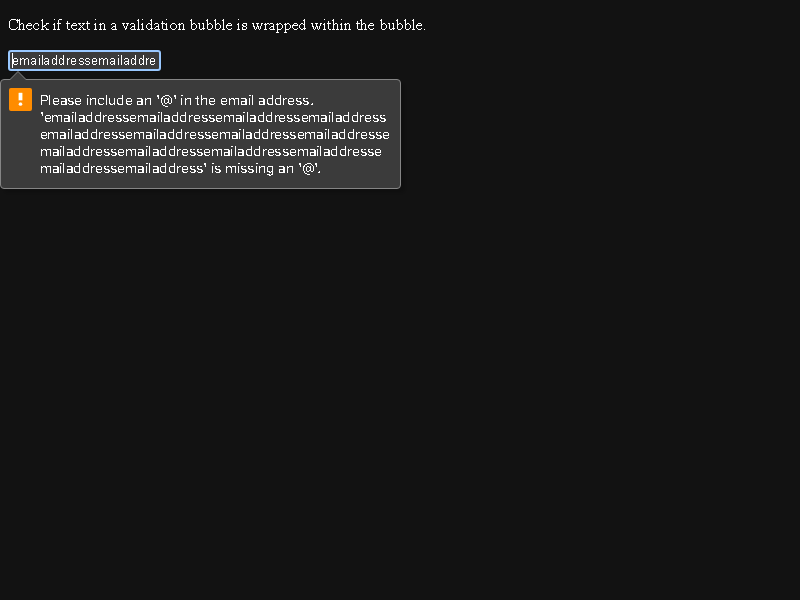 Check if text in a validation bubble is wrapped within the bubble.
emailaddressemailaddre
Please include an '@' in the email address.
'emailaddressemailaddressemailaddressemailaddress
emailaddressemailaddressemailaddressemailaddresse
mailaddressemailaddressemailaddressemailaddresse
mailaddressemailaddress' is missing an '@'.